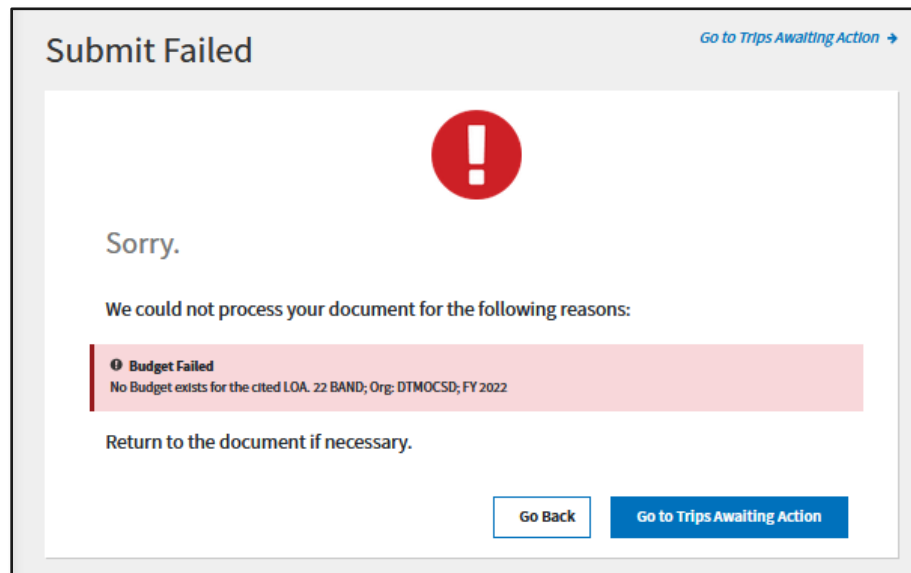 Submit Failed
Go to Trips Awaiting Action →
Sorry.
We could not process your document for the following reasons:
Budget Failed
No Budget exists for the cited LOA. 22 BAND; Org: DTMOCSD; FY 2022
Return to the document if necessary.
Go Back
Go to Trips Awaiting Action